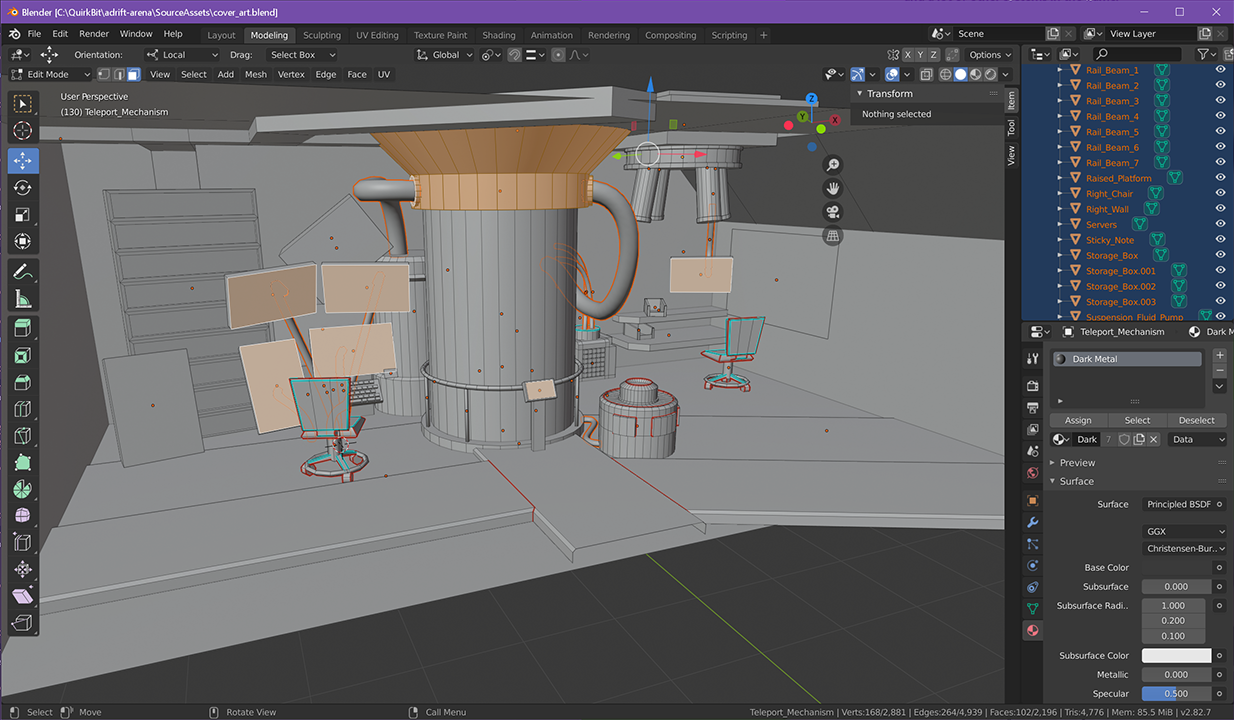 Blender [C:\QuirkBit\adrift-arena\SourceAssets\cover_art.blend]
File Edit Render Window Help Layout Modeling Sculpting UV Editing Texture Paint Shading Animation Rendering Compositing Scripting + Scene View Layer
Orientation: Local Drag: Select Box Global X Y Z Options
Edit Mode View Select Add Mesh Vertex Edge Face UV
User Perspective
(130) Teleport_Mechanism
Z
Y
X
Transform
Nothing selected
Item
Tool
View
Rail_Beam_1
Rail_Beam_2
Rail_Beam_3
Rail_Beam_4
Rail_Beam_5
Rail_Beam_6
Rail_Beam_7
Raised_Platform
Right_Chair
Right_Wall
Servers
Sticky_Note
Storage_Box
Storage_Box.001
Storage_Box.002
Storage_Box.003
Suspension_Fluid_Pump
Teleport_Mechanism Dark M
Dark Metal
Assign Select Deselect
Dark 7 Data
Preview
Surface
Surface Principled BSDF
GGX
Christensen-Bur..
Base Color
Subsurface 0.000
Subsurface Radi.. 1.000
0.200
0.100
Subsurface Color
Metallic 0.000
Specular 0.500
Select Move Rotate View Call Menu Teleport_Mechanism | Verts:168/2,881 | Edges:264/4,939 | Faces:102/2,196 | Tris:4,776 | Mem: 85.5 MiB | v2.82.7